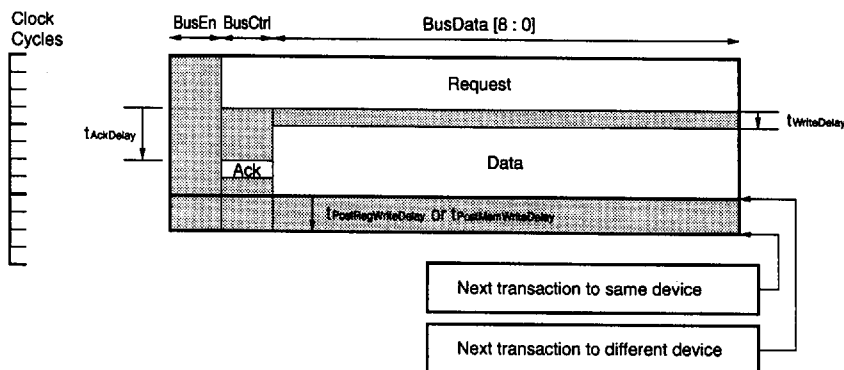 Clock
Cycles
BusEn BusCtrl BusData [8 : 0]
Request
tAckDelay
tWriteDelay
Ack
Data
tPostRegWriteDelay or tPostMemWriteDelay
Next transaction to same device
Next transaction to different device